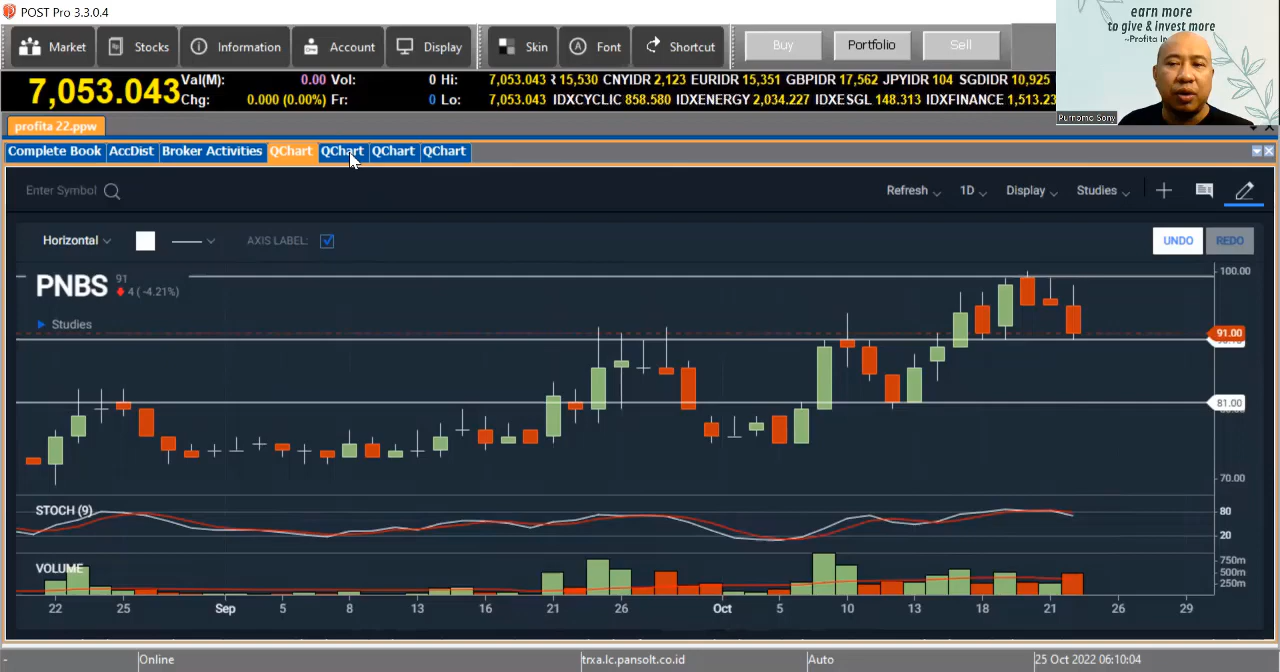 POST Pro 3.3.0.4
Market Stocks Information Account Display Skin Font Shortcut Buy Portfolio Sell
earn more
to give & invest more
~Profita In
Purnomo Sony
7,053.043 Val(M): 0.00 Vol: 0 Hi: 7,053.043 15,530 CNYIDR 2,123 EURIDR 15,351 GBPIDR 17,562 JPYIDR 104 SGDIDR 10,925
Chg: 0.000 (0.00%) Fr: 0 Lo: 7,053.043 IDXCYCLIC 858.580 IDXENERGY 2,034.227 IDXESGL 148.313 IDXFINANCE 1,513.23
profita 22.ppw
Complete Book AccDist Broker Activities QChart QChart QChart QChart
Enter Symbol Refresh 1D Display Studies
Horizontal AXIS LABEL: UNDO REDO
PNBS 91
4 ( -4.21%)
Studies
100.00
91.00
81.00
70.00
STOCH (9)
80
20
VOLUME
750m
500m
250m
22 25 Sep 5 8 13 16 21 26 Oct 5 10 13 18 21 26 29
- Online trxa.lc.pansolt.co.id Auto 25 Oct 2022 06:10:04